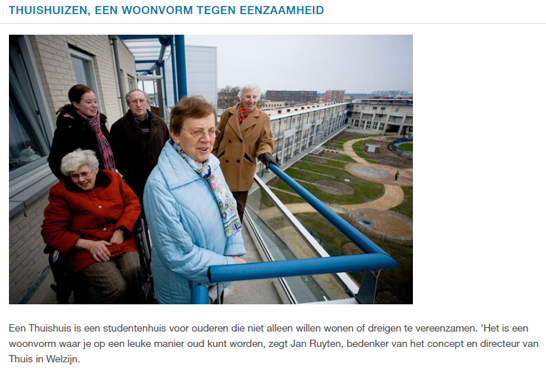 THUISHUIZEN, EEN WOONVORM TEGEN EENZAAMHEID
Een Thuishuis is een studentenhuis voor ouderen die niet alleen willen wonen of dreigen te vereenzamen. 'Het is een
woonvorm waar je op een leuke manier oud kunt worden, zegt Jan Ruyten, bedenker van het concept en directeur van
Thuis in Welzijn.